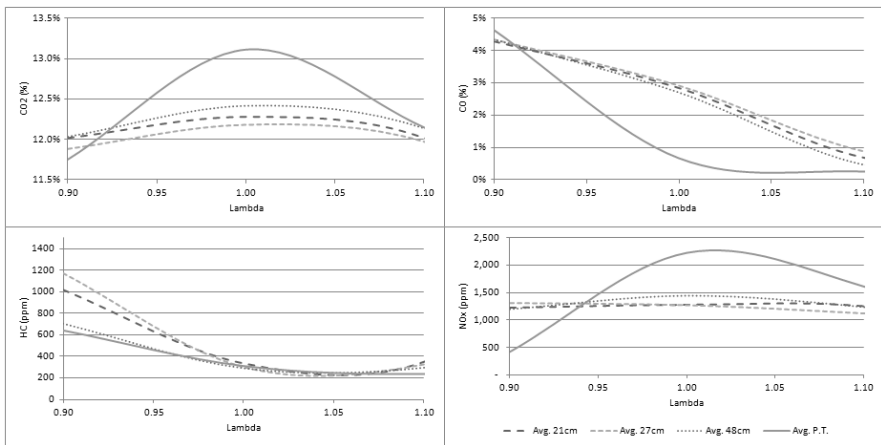 13.5%
13.0%
12.5%
12.0%
11.5%
CO2 (%)
0.90 0.95 1.00 1.05 1.10
Lambda
5%
4%
3%
2%
1%
0%
CO (%)
0.90 0.95 1.00 1.05 1.10
Lambda
1400
1200
1000
800
600
400
200
0
HC (ppm)
0.90 0.95 1.00 1.05 1.10
Lambda
2,500
2,000
1,500
1,000
500
-
NOx (ppm)
0.90 0.95 1.00 1.05 1.10
Lambda
Avg. 21cm Avg. 27cm Avg. 48cm Avg. P.T.